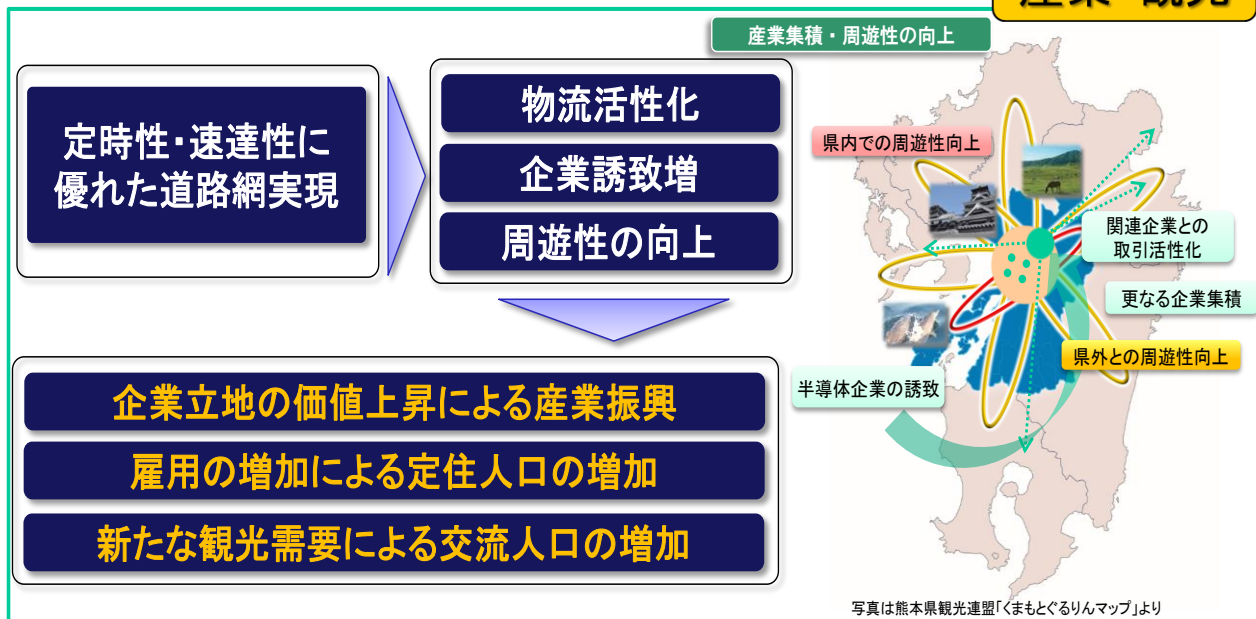 産業・観光
産業集積・周遊性の向上
定時性・速達性に
優れた道路網実現
物流活性化
企業誘致増
周遊性の向上
企業立地の価値上昇による産業振興
雇用の増加による定住人口の増加
新たな観光需要による交流人口の増加
県内での周遊性向上
関連企業との
取引活性化
更なる企業集積
県外との周遊性向上
半導体企業の誘致
写真は熊本県観光連盟「くまもとぐるりんマップ」より